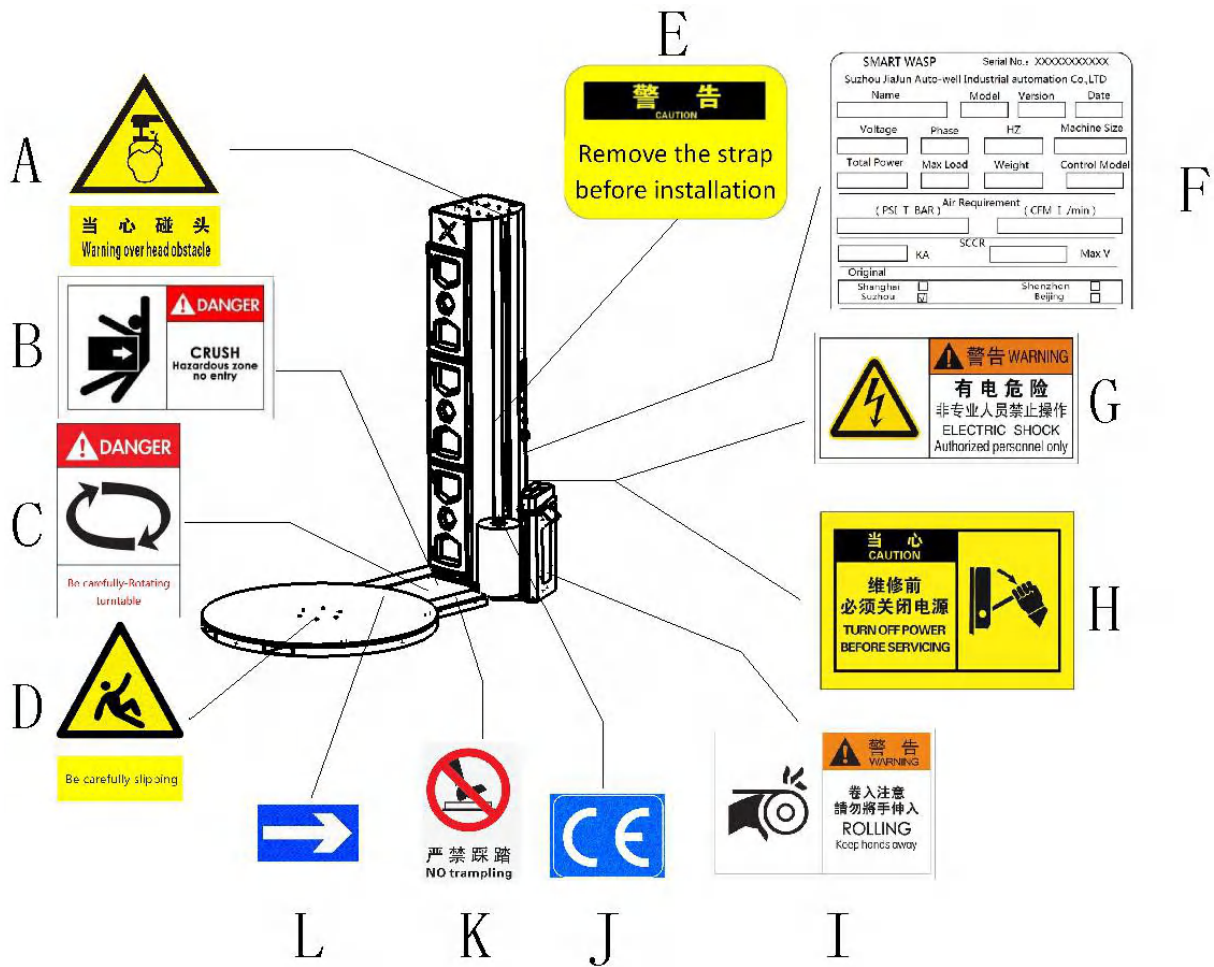 A
当心碰头
Warning over head obstacle
B
DANGER
CRUSH
Hazardous zone
no entry
C
DANGER
Be carefully-Rotating
turntable
D
Be carefully slipping
E
警 告
CAUTION
Remove the strap
before installation
F
SMART WASP Serial No.: XXXXXXXXXXX
Suzhou JiaJun Auto-well Industrial automation Co.,LTD
Name Model Version Date
Voltage Phase HZ Machine Size
Total Power Max Load Weight Control Model
Air Requirement
( PSI T BAR ) ( CFM I /min )
SCCR
KA Max V
Original
Shanghai Shenzhen
Suzhou Beijing
G
警告 WARNING
有电危险
非专业人员禁止操作
ELECTRIC SHOCK
Authorized personnel only
H
当 心
CAUTION
维修前
必须关闭电源
TURN OFF POWER
BEFORE SERVICING
I
警 告
WARNING
卷入注意
請勿將手伸入
ROLLING
Keep hands away
J
CE
K
严禁踩踏
NO trampling
L